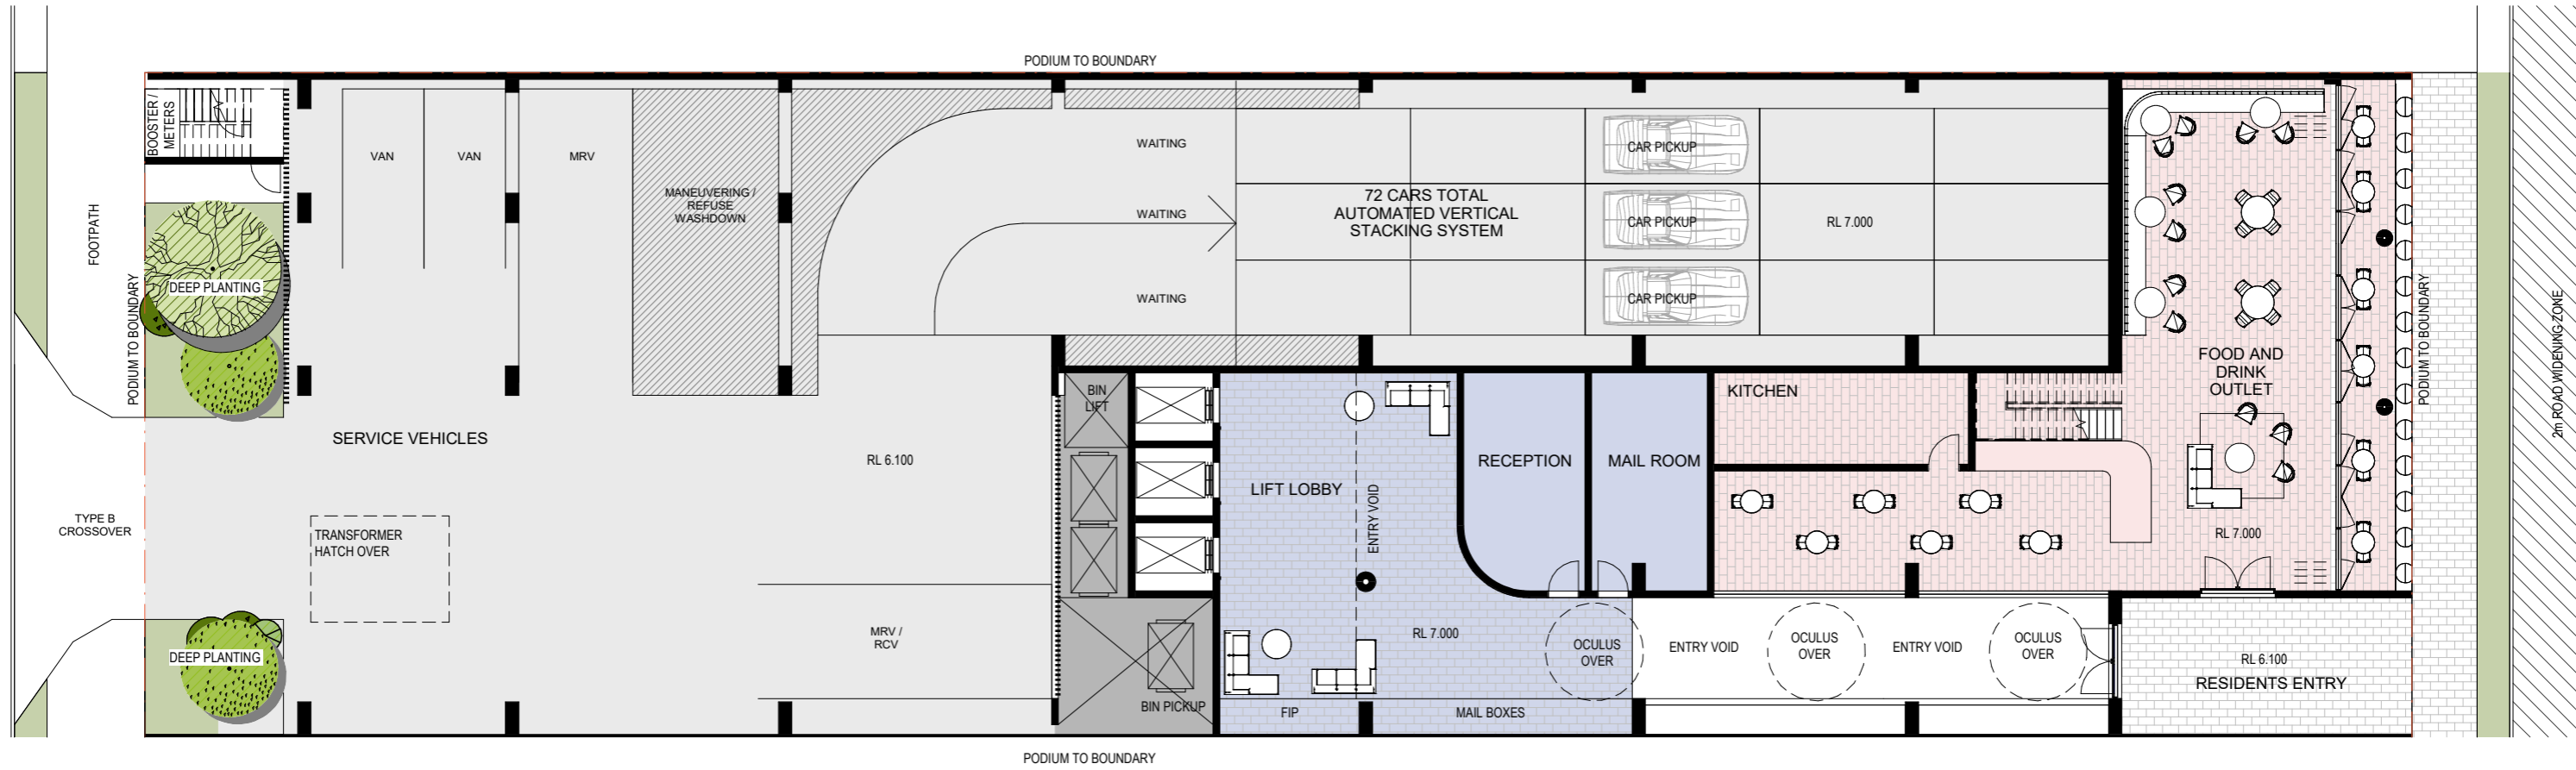 PODIUM TO BOUNDARY
BOOSTER /
METERS
VAN
VAN
MRV
MANEUVERING /
REFUSE
WASHDOWN
WAITING
WAITING
WAITING
72 CARS TOTAL
AUTOMATED VERTICAL
STACKING SYSTEM
CAR PICKUP
CAR PICKUP
CAR PICKUP
RL 7.000
FOOTPATH
PODIUM TO BOUNDARY
DEEP PLANTING
FOOD AND
DRINK
OUTLET
RL 7.000
PODIUM TO BOUNDARY
2m ROAD WIDENING ZONE
SERVICE VEHICLES
RL 6.100
BIN
LIFT
LIFT LOBBY
ENTRY VOID
RECEPTION
MAIL ROOM
KITCHEN
TYPE B
CROSSOVER
TRANSFORMER
HATCH OVER
DEEP PLANTING
MRV /
RCV
BIN PICKUP
RL 7.000
FIP
MAIL BOXES
OCULUS
OVER
ENTRY VOID
OCULUS
OVER
ENTRY VOID
OCULUS
OVER
RL 6.100
RESIDENTS ENTRY
PODIUM TO BOUNDARY